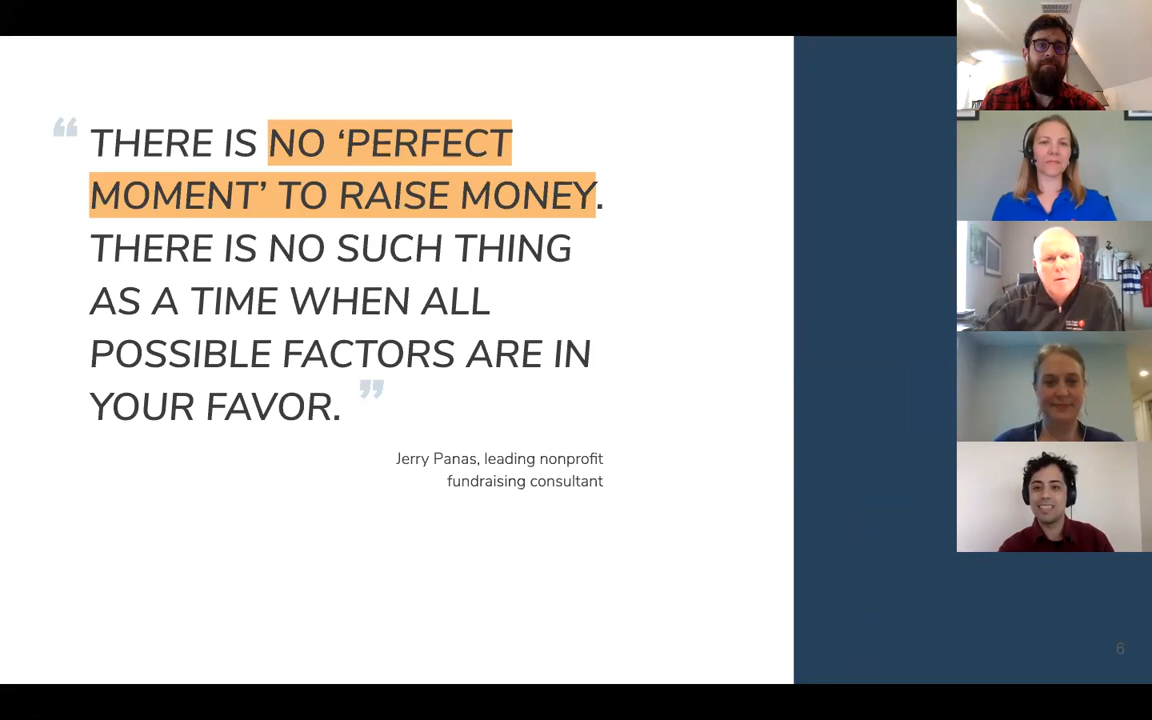 “ THERE IS NO ‘PERFECT
MOMENT’ TO RAISE MONEY.
THERE IS NO SUCH THING
AS A TIME WHEN ALL
POSSIBLE FACTORS ARE IN
YOUR FAVOR. ”
Jerry Panas, leading nonprofit
fundraising consultant
6